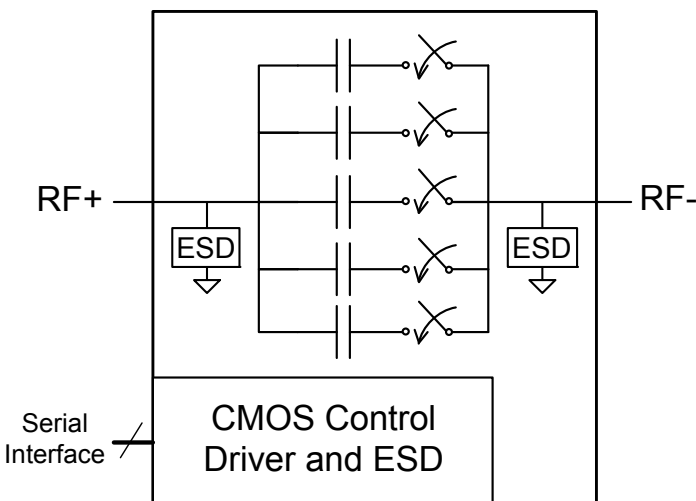 RF+
RF-
ESD
ESD
Serial
Interface
CMOS Control
Driver and ESD